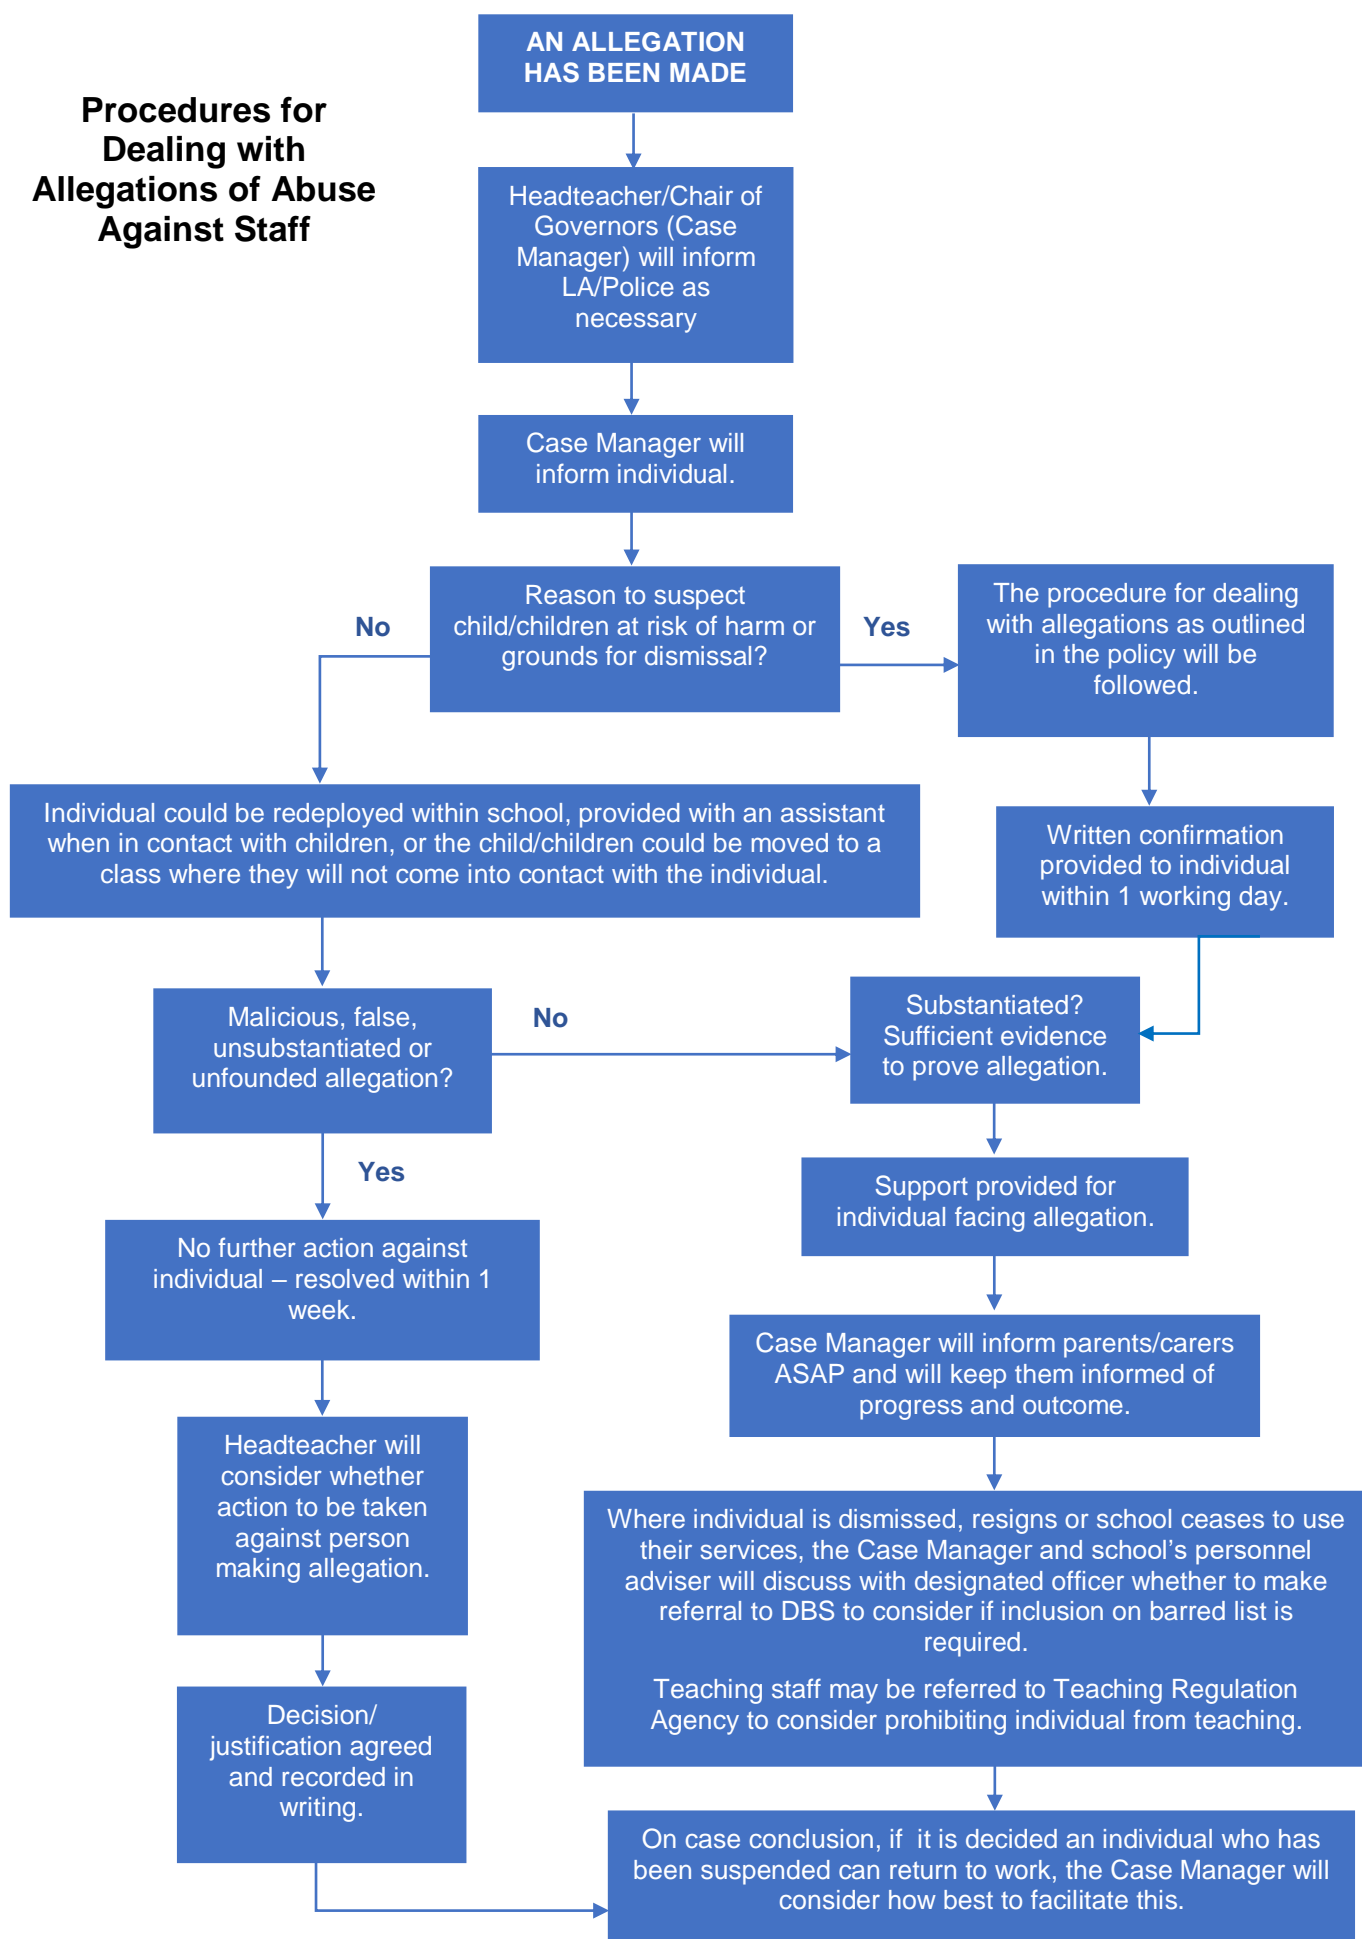 AN ALLEGATION
HAS BEEN MADE
Procedures for
Dealing with
Allegations of Abuse
Against Staff
Headteacher/Chair of
Governors (Case
Manager) will inform
LA/Police as
necessary
Case Manager will
inform individual.
Reason to suspect
child/children at risk of harm or
grounds for dismissal?
No
Yes
The procedure for dealing
with allegations as outlined
in the policy will be
followed.
Individual could be redeployed within school, provided with an assistant
when in contact with children, or the child/children could be moved to a
class where they will not come into contact with the individual.
Written confirmation
provided to individual
within 1 working day.
Malicious, false,
unsubstantiated or
unfounded allegation?
No
Substantiated?
Sufficient evidence
to prove allegation.
Yes
Support provided for
individual facing allegation.
No further action against
individual – resolved within 1
week.
Case Manager will inform parents/carers
ASAP and will keep them informed of
progress and outcome.
Headteacher will
consider whether
action to be taken
against person
making allegation.
Where individual is dismissed, resigns or school ceases to use
their services, the Case Manager and school’s personnel
adviser will discuss with designated officer whether to make
referral to DBS to consider if inclusion on barred list is
required.
Teaching staff may be referred to Teaching Regulation
Agency to consider prohibiting individual from teaching.
Decision/
justification agreed
and recorded in
writing.
On case conclusion, if  it is decided an individual who has
been suspended can return to work, the Case Manager will
consider how best to facilitate this.